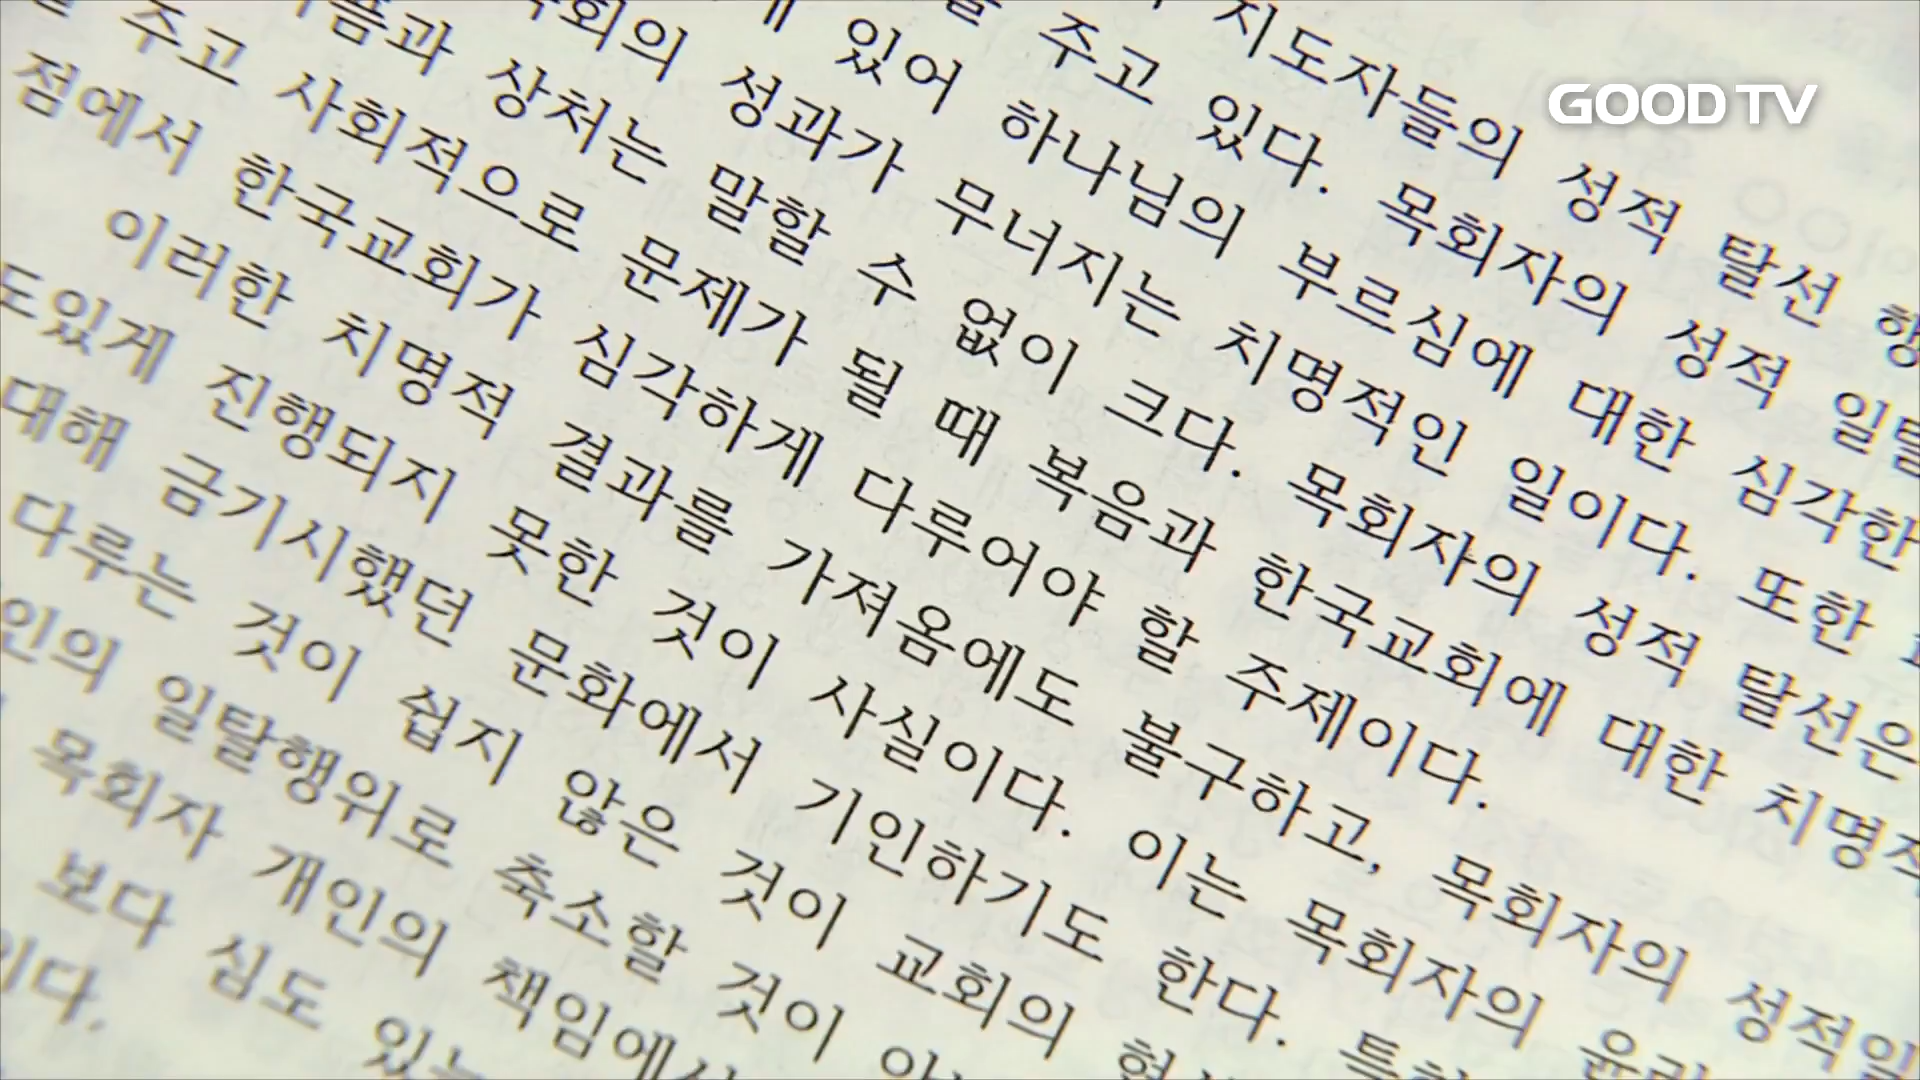 GOOD TV
지도자들의 성적 탈선
주고 있다. 목회자의 성적 일탈
있어 하나님의 부르심에 대한 심각한
회의 성과가 무너지는 치명적인 일이다. 또한
픔과 상처는 말할 수 없이 크다. 목회자의 성적 탈선은
주고 사회적으로 문제가 될 때 복음과 한국교회에 대한 치명적
점에서 한국교회가 심각하게 다루어야 할 주제이다.
이러한 치명적 결과를 가져옴에도 불구하고, 목회자의 성적일
도있게 진행되지 못한 것이 사실이다. 이는 목회자의
대해 금기시했던 문화에서 기인하기도 한다.
다루는 것이 쉽지 않은 것이 교회의
인의 일탈행위로 축소할 것이
목회자 개인의 책임에서
보다 심도 있는
이다.